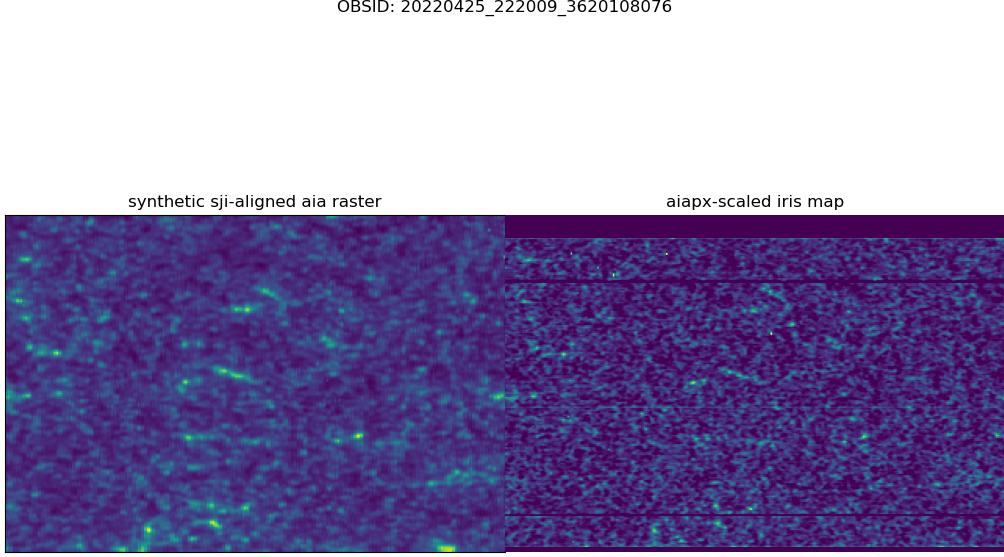 OBSID: 20220425_222009_3620108076
synthetic sji-aligned aia raster
aiapx-scaled iris map